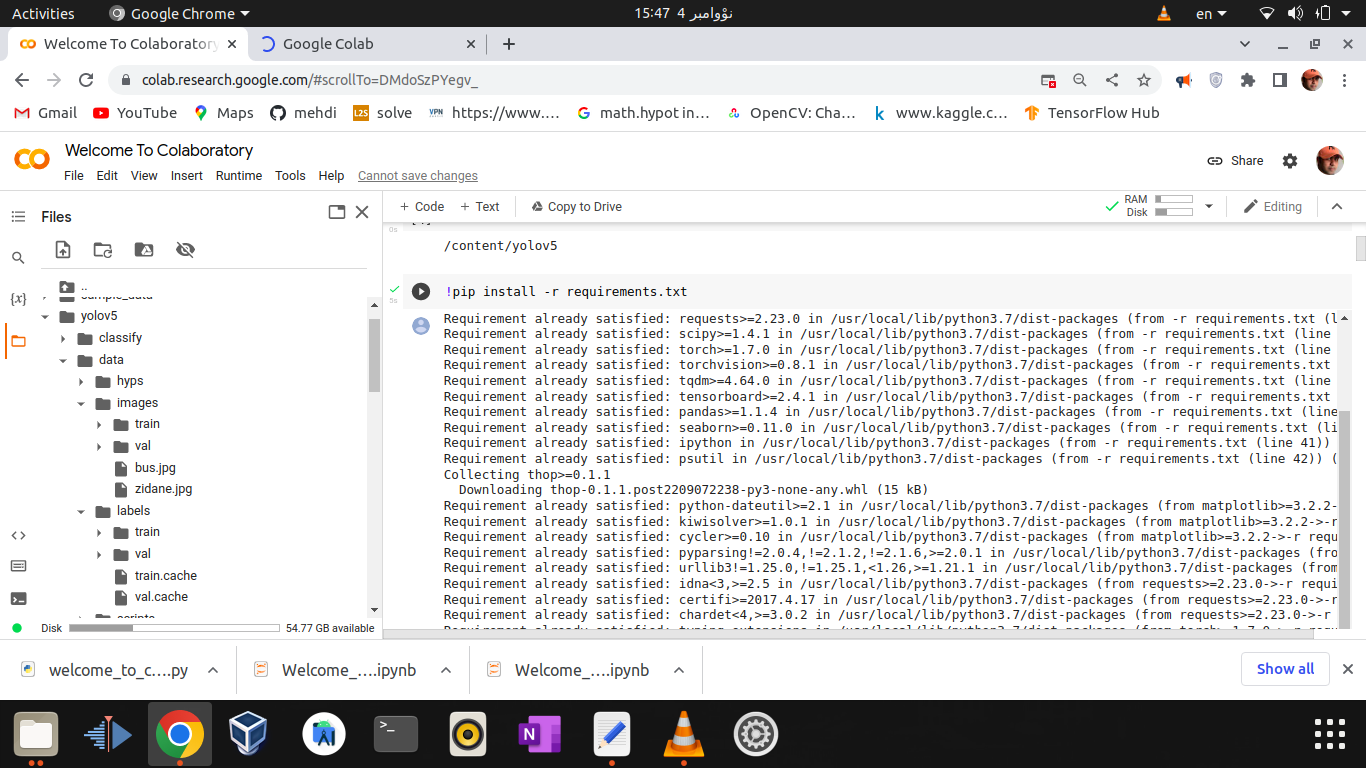 Activities
Google Chrome
15:47 4 نۆڤامبر
en
Welcome To Colaboratory
Google Colab
colab.research.google.com/#scrollTo=DMdoSzPYegv_
Gmail
YouTube
Maps
mehdi
L2S
solve
VPN
https://www....
math.hypot in...
OpenCV: Cha...
www.kaggle.c...
TensorFlow Hub
Welcome To Colaboratory
File Edit View Insert Runtime Tools Help Cannot save changes
Share
Files
+ Code + Text
Copy to Drive
RAM
Disk
Editing
..
sample_data
yolov5
classify
data
hyps
images
train
val
bus.jpg
zidane.jpg
labels
train
val
train.cache
val.cache
scripts
Disk
54.77 GB available
{x}
0s
/content/yolov5
5s
!pip install -r requirements.txt
Requirement already satisfied: requests>=2.23.0 in /usr/local/lib/python3.7/dist-packages (from -r requirements.txt (l
Requirement already satisfied: scipy>=1.4.1 in /usr/local/lib/python3.7/dist-packages (from -r requirements.txt (line
Requirement already satisfied: torch>=1.7.0 in /usr/local/lib/python3.7/dist-packages (from -r requirements.txt (line
Requirement already satisfied: torchvision>=0.8.1 in /usr/local/lib/python3.7/dist-packages (from -r requirements.txt
Requirement already satisfied: tqdm>=4.64.0 in /usr/local/lib/python3.7/dist-packages (from -r requirements.txt (line
Requirement already satisfied: tensorboard>=2.4.1 in /usr/local/lib/python3.7/dist-packages (from -r requirements.txt
Requirement already satisfied: pandas>=1.1.4 in /usr/local/lib/python3.7/dist-packages (from -r requirements.txt (line
Requirement already satisfied: seaborn>=0.11.0 in /usr/local/lib/python3.7/dist-packages (from -r requirements.txt (li
Requirement already satisfied: ipython in /usr/local/lib/python3.7/dist-packages (from -r requirements.txt (line 41)) (
Requirement already satisfied: psutil in /usr/local/lib/python3.7/dist-packages (from -r requirements.txt (line 42)) (
Collecting thop>=0.1.1
Downloading thop-0.1.1.post2209072238-py3-none-any.whl (15 kB)
Requirement already satisfied: python-dateutil>=2.1 in /usr/local/lib/python3.7/dist-packages (from matplotlib>=3.2.2-
Requirement already satisfied: kiwisolver>=1.0.1 in /usr/local/lib/python3.7/dist-packages (from matplotlib>=3.2.2->-r
Requirement already satisfied: cycler>=0.10 in /usr/local/lib/python3.7/dist-packages (from matplotlib>=3.2.2->-r requ
Requirement already satisfied: pyparsing!=2.0.4,!=2.1.2,!=2.1.6,>=2.0.1 in /usr/local/lib/python3.7/dist-packages (fro
Requirement already satisfied: urllib3!=1.25.0,!=1.25.1,<1.26,>=1.21.1 in /usr/local/lib/python3.7/dist-packages (from
Requirement already satisfied: idna<3,>=2.5 in /usr/local/lib/python3.7/dist-packages (from requests>=2.23.0->-r requi
Requirement already satisfied: certifi>=2017.4.17 in /usr/local/lib/python3.7/dist-packages (from requests>=2.23.0->-r
Requirement already satisfied: chardet<4,>=3.0.2 in /usr/local/lib/python3.7/dist-packages (from requests>=2.23.0->-r
welcome_to_c....py
Welcome_....ipynb
Welcome_....ipynb
Show all